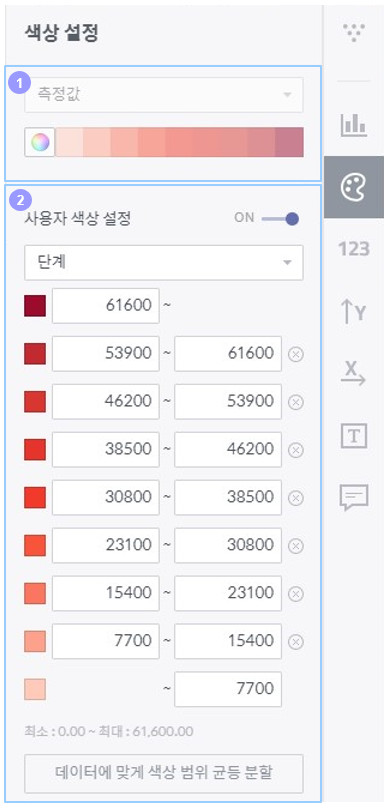 색상 설정
1
측정값
2
사용자 색상 설정 ON
단계
61600 ~
53900 ~ 61600
46200 ~ 53900
38500 ~ 46200
30800 ~ 38500
23100 ~ 30800
15400 ~ 23100
7700 ~ 15400
~ 7700
최소 : 0.00 ~ 최대 : 61,600.00
데이터에 맞게 색상 범위 균등 분할
123
Y
X
T